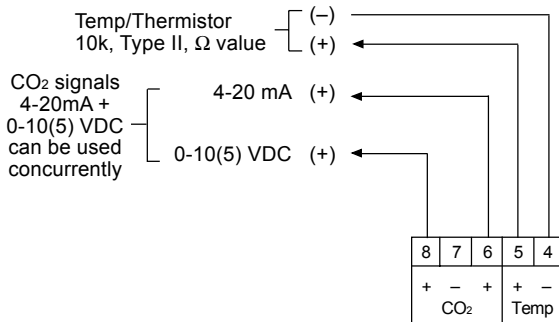 Temp/Thermistor
10k, Type II, Ω value
(–)
(+)
CO₂ signals
4-20mA +
0-10(5) VDC
can be used
concurrently
4-20 mA (+)
0-10(5) VDC (+)
8 7 6 5 4
+ – + + –
CO₂ Temp